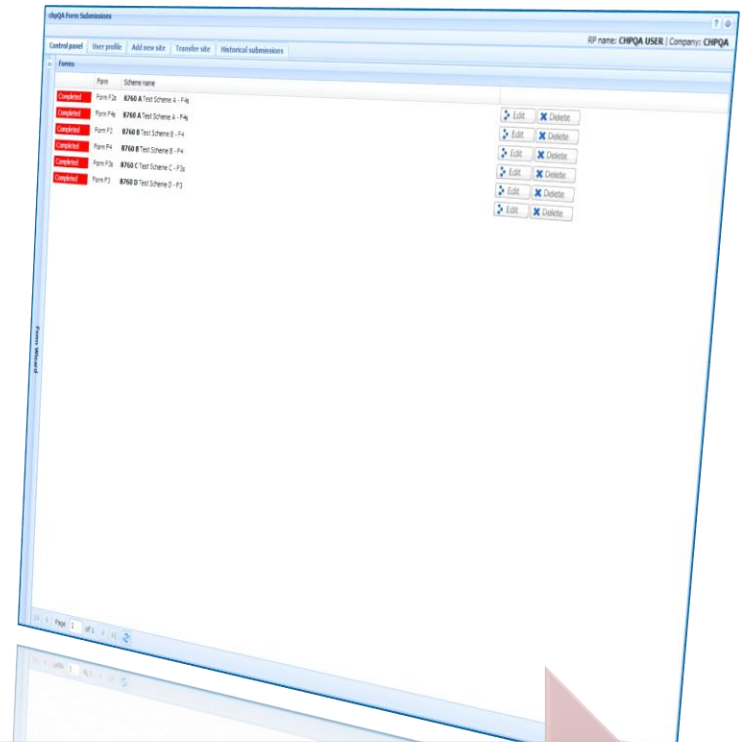 chpQA Form Submissions
RP name: CHPQA USER | Company: CHPQA
Control panel User profile Add new site Transfer site Historical submissions
Forms
Form Scheme name
Completed Form F2s 8760 A Test Scheme A - F4s Edit Delete
Completed Form F4s 8760 A Test Scheme A - F4s Edit Delete
Completed Form F2 8760 B Test Scheme B - F4 Edit Delete
Completed Form F4 8760 B Test Scheme B - F4 Edit Delete
Completed Form F3s 8760 C Test Scheme C - F3s Edit Delete
Completed Form F3 8760 D Test Scheme D - F3 Edit Delete
Form Wizard
Page 1 of 1